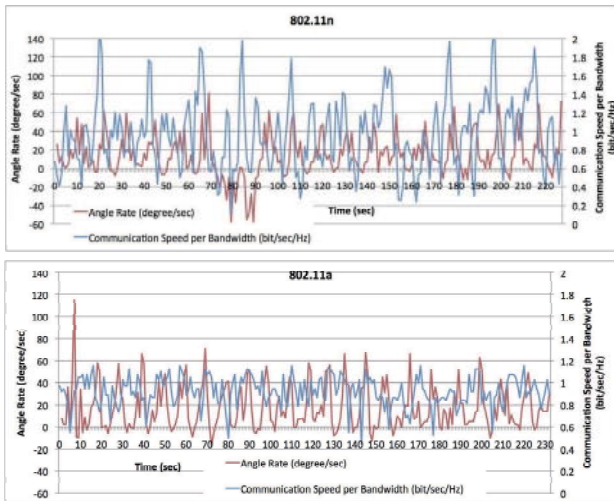 802.11n
Angle Rate (degree/sec)
140
120
100
80
60
40
20
0
-20
-40
-60
0 10 20 30 40 50 60 70 80 90 100 110 120 130 140 150 160 170 180 190 200 210 220
Time (sec)
Angle Rate (degree/sec)
Communication Speed per Bandwidth (bit/sec/Hz)
2
1.8
1.6
1.4
1.2
1
0.8
0.6
0.4
0.2
0
Communication Speed per Bandwidth
(bit/sec/Hz)
802.11a
Angle Rate (degree/sec)
140
120
100
80
60
40
20
0
-20
-40
-60
0 10 20 30 40 50 60 70 80 90 100 110 120 130 140 150 160 170 180 190 200 210 220 230
Time (sec)
Angle Rate (degree/sec)
Communication Speed per Bandwidth (bit/sec/Hz)
2
1.8
1.6
1.4
1.2
1
0.8
0.6
0.4
0.2
0
Communication Speed per Bandwidth
(bit/sec/Hz)